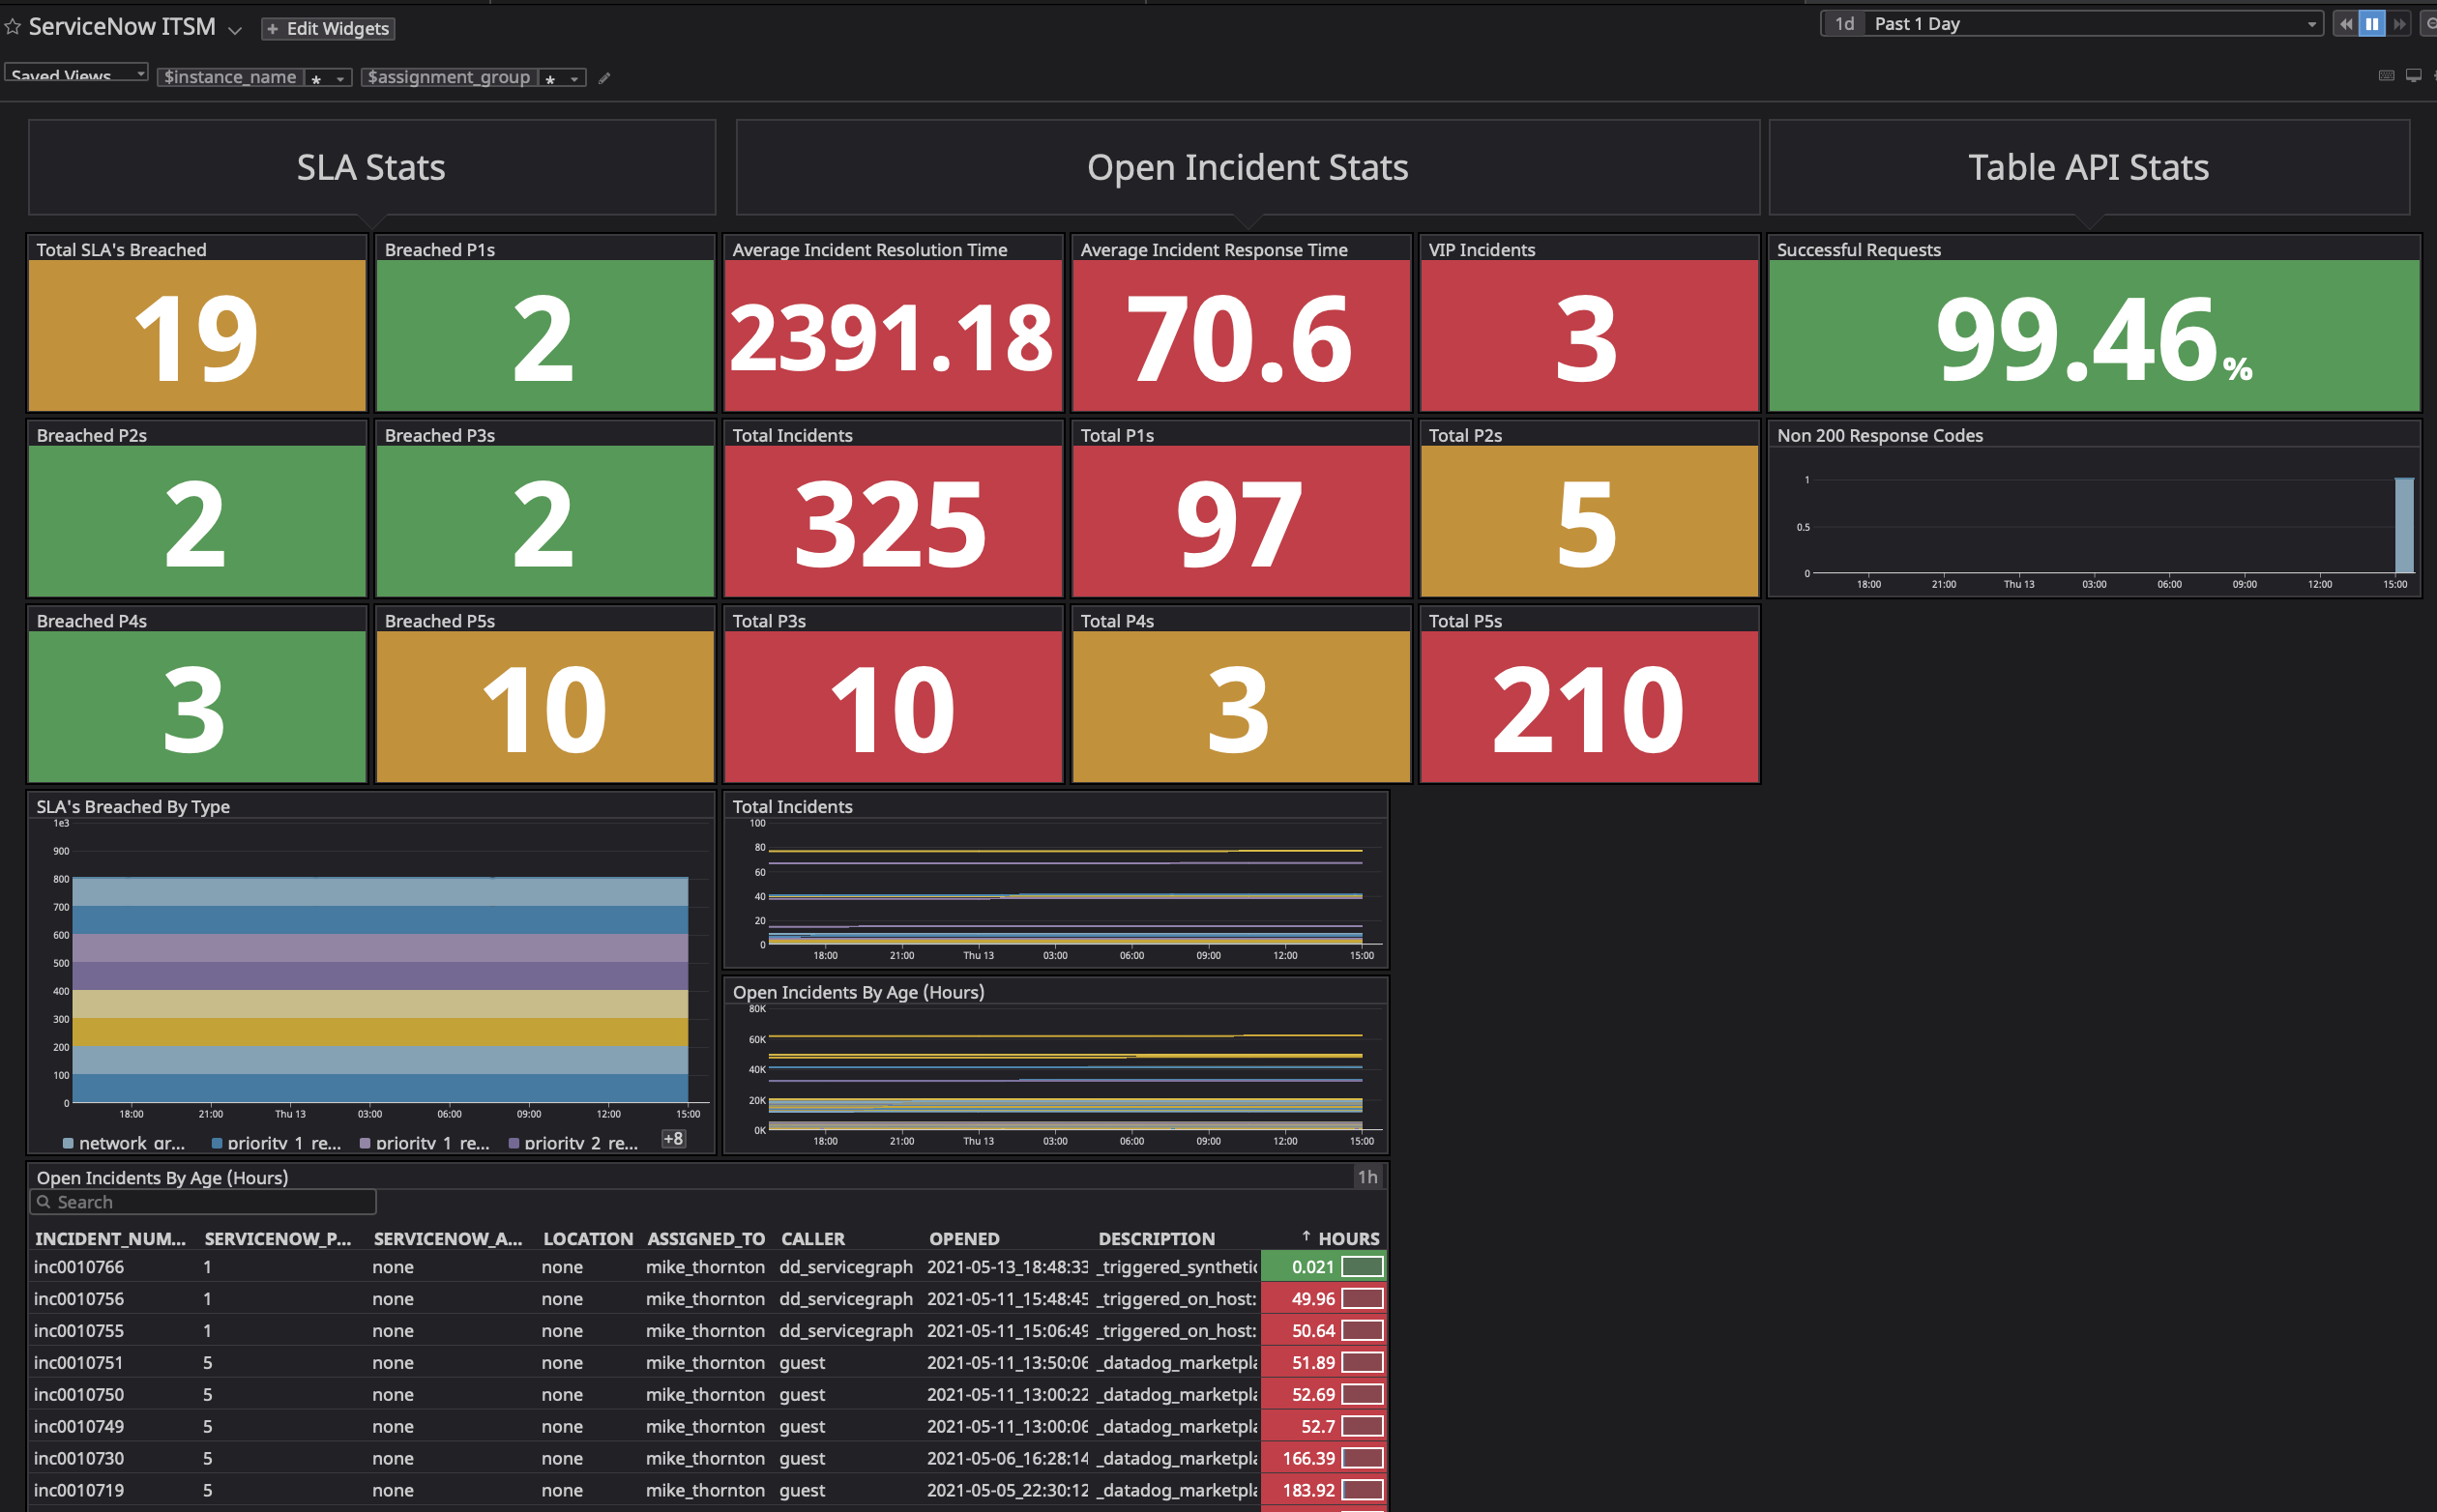 ServiceNow ITSM
+ Edit Widgets
1d Past 1 Day
Saved Views
$instance_name *
$assignment_group *
SLA Stats
Open Incident Stats
Table API Stats
Total SLA's Breached
19
Breached P1s
2
Average Incident Resolution Time
2391.18
Average Incident Response Time
70.6
VIP Incidents
3
Successful Requests
99.46%
Breached P2s
2
Breached P3s
2
Total Incidents
325
Total P1s
97
Total P2s
5
Non 200 Response Codes
1
0.5
0
18:00 21:00 Thu 13 03:00 06:00 09:00 12:00 15:00
Breached P4s
3
Breached P5s
10
Total P3s
10
Total P4s
3
Total P5s
210
SLA's Breached By Type
1e3
900
800
700
600
500
400
300
200
100
0
18:00 21:00 Thu 13 03:00 06:00 09:00 12:00 15:00
network_gr... priority_1_re... priority_1_re... priority_2_re... +8
Total Incidents
100
80
60
40
20
0
18:00 21:00 Thu 13 03:00 06:00 09:00 12:00 15:00
Open Incidents By Age (Hours)
80K
60K
40K
20K
0K
18:00 21:00 Thu 13 03:00 06:00 09:00 12:00 15:00
Open Incidents By Age (Hours) 1h
Search
INCIDENT_NUM... SERVICENOW_P... SERVICENOW_A... LOCATION ASSIGNED_TO CALLER OPENED DESCRIPTION ↑ HOURS
inc0010766 1 none none mike_thornton dd_servicegraph 2021-05-13_18:48:33 _triggered_synthetic 0.021
inc0010756 1 none none mike_thornton dd_servicegraph 2021-05-11_15:48:45 _triggered_on_host: 49.96
inc0010755 1 none none mike_thornton dd_servicegraph 2021-05-11_15:06:49 _triggered_on_host: 50.64
inc0010751 5 none none mike_thornton guest 2021-05-11_13:50:06 _datadog_marketpla 51.89
inc0010750 5 none none mike_thornton guest 2021-05-11_13:00:22 _datadog_marketpla 52.69
inc0010749 5 none none mike_thornton guest 2021-05-11_13:00:06 _datadog_marketpla 52.7
inc0010730 5 none none mike_thornton guest 2021-05-06_16:28:14 _datadog_marketpla 166.39
inc0010719 5 none none mike_thornton guest 2021-05-05_22:30:12 _datadog_marketpla 183.92